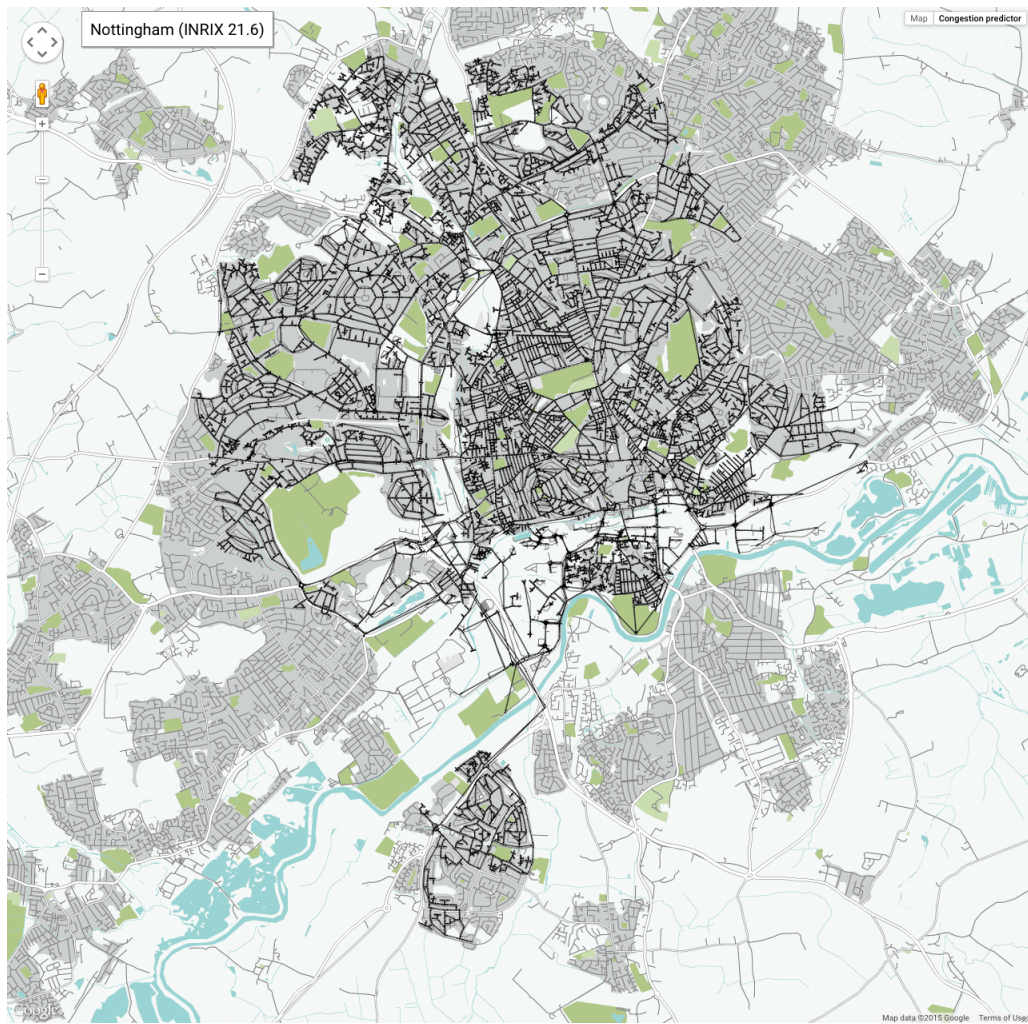 Nottingham (INRIX 21.6)
Map
Congestion predictor
Google
Map data ©2015 Google
Terms of Use